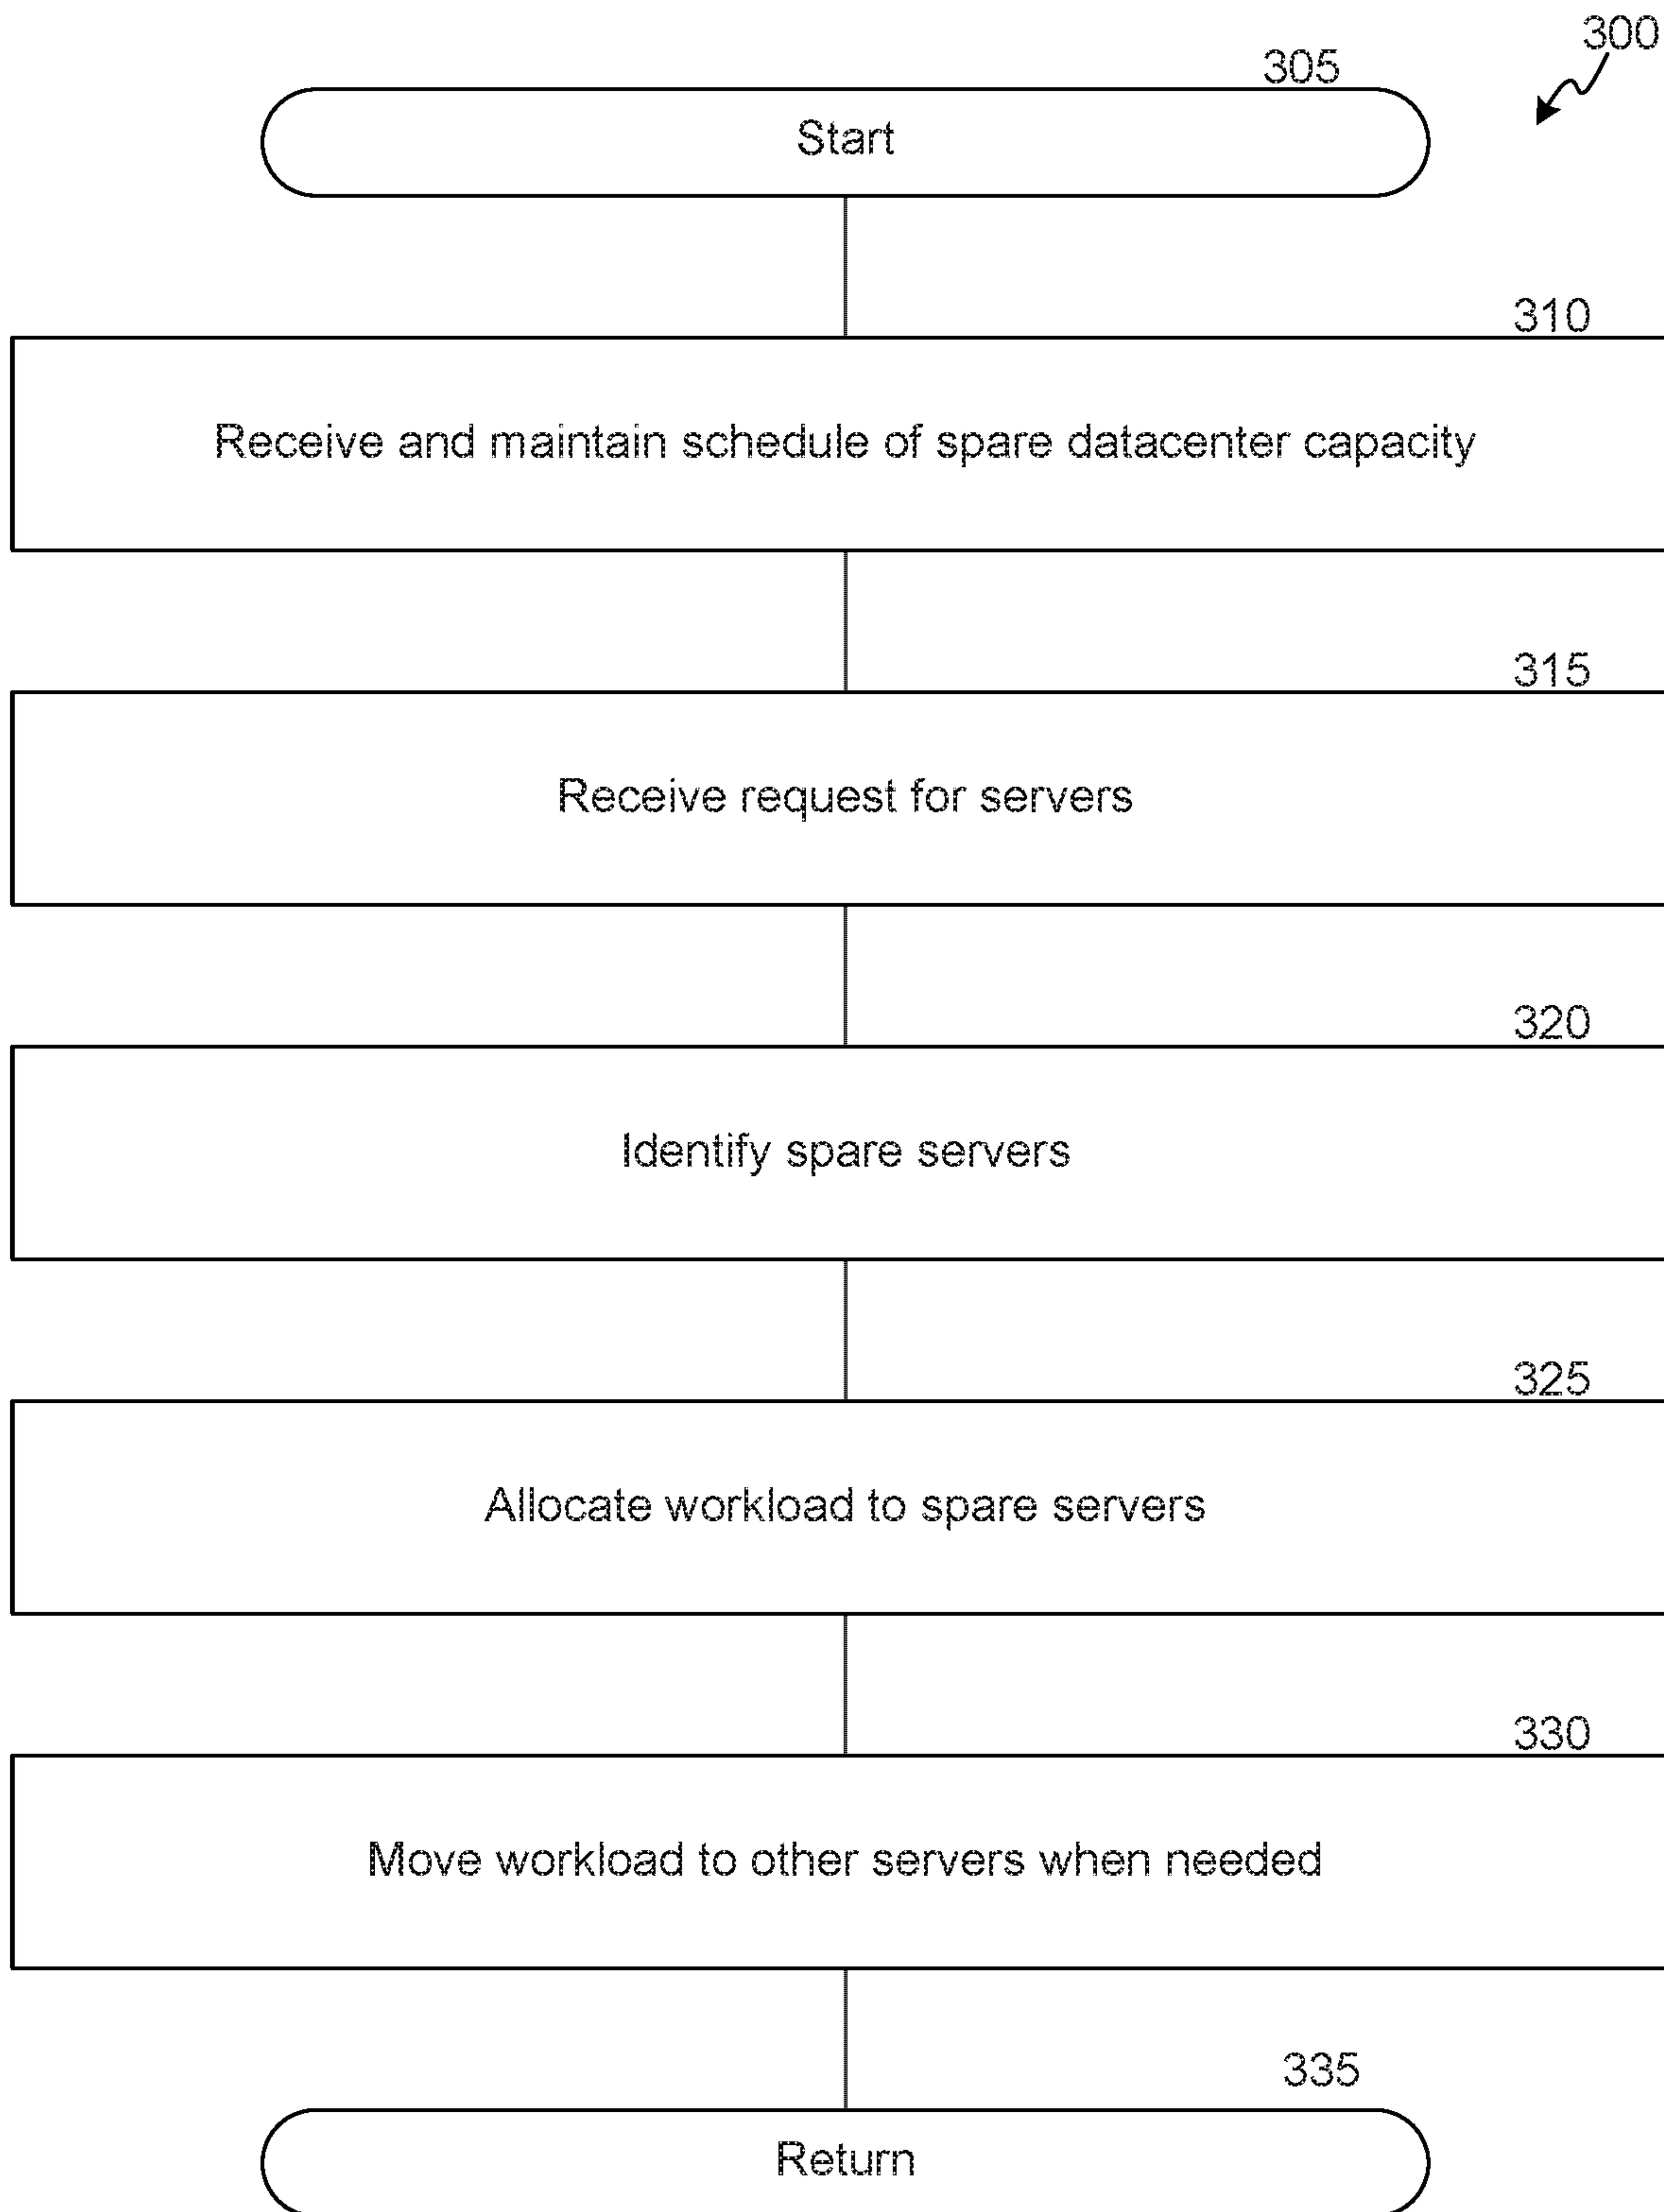 300
305
Start
310
Receive and maintain schedule of spare datacenter capacity
315
Receive request for servers
320
Identify spare servers
325
Allocate workload to spare servers
330
Move workload to other servers when needed
335
Return